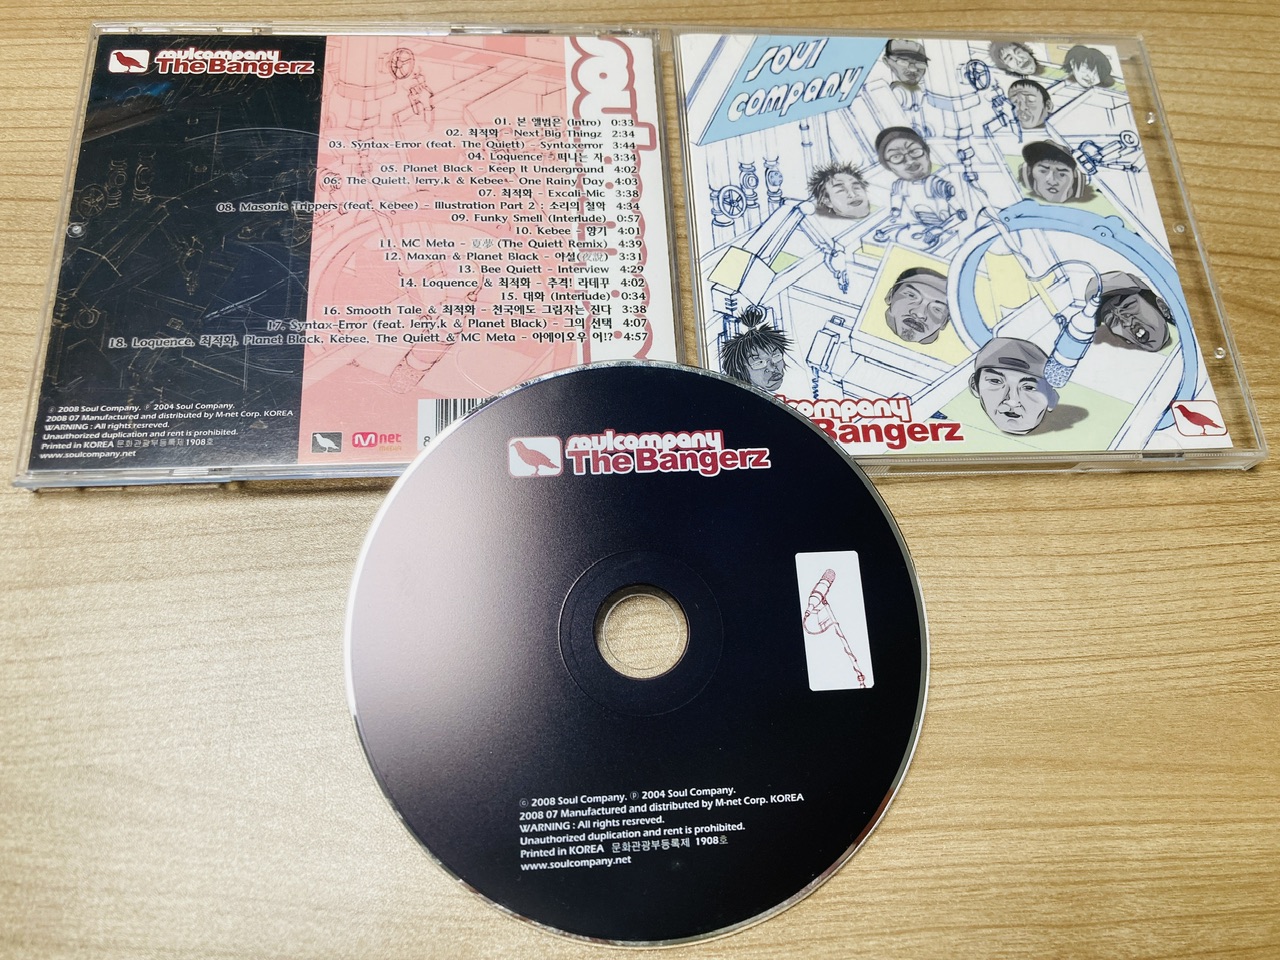 soulcompany
The Bangerz
01. 본 앨범은 (Intro) 0:33
02. 최적화 - Next Big Thingz 2:34
03. Syntax-Error (feat. The Quiett) - Syntaxerror 3:44
04. Loquence - 떠나는 자 3:34
05. Planet Black - Keep It Underground 4:02
06. The Quiett, Jerry.k & Kebee - One Rainy Day 4:03
07. 최적화 - Excali-Mic 3:38
08. Masonic Trippers (feat. Kebee) - Illustration Part 2 : 소리의 철학 4:34
09. Funky Smell (Interlude) 0:57
10. Kebee - 향기 4:01
11. MC Meta - 夏夢 (The Quiett Remix) 4:39
12. Maxan & Planet Black - 야설(夜說) 3:31
13. Bee Quiett - Interview 4:29
14. Loquence & 최적화 - 추격! 라테꾸 4:02
15. 대화 (Interlude) 0:34
16. Smooth Tale & 최적화 - 천국에도 그림자는 진다 3:38
17. Syntax-Error (feat. Jerry.k & Planet Black) - 그의 선택 4:07
18. Loquence, 최적화, Planet Black, Kebee, The Quiett & MC Meta - 아에이오우 어!? 4:57
ⓒ 2008 Soul Company. ⓟ 2004 Soul Company.
2008 07 Manufactured and distributed by M-net Corp. KOREA
WARNING : All rights resreved.
Unauthorized duplication and rent is prohibited.
Printed in KOREA 문화관광부등록제 1908호
www.soulcompany.net
M net
8
SOUL
COMPANY
company
Bangerz
soulcompany
The Bangerz
ⓒ 2008 Soul Company. ⓟ 2004 Soul Company.
2008 07 Manufactured and distributed by M-net Corp. KOREA
WARNING : All rights resreved.
Unauthorized duplication and rent is prohibited.
Printed in KOREA 문화관광부등록제 1908호
www.soulcompany.net